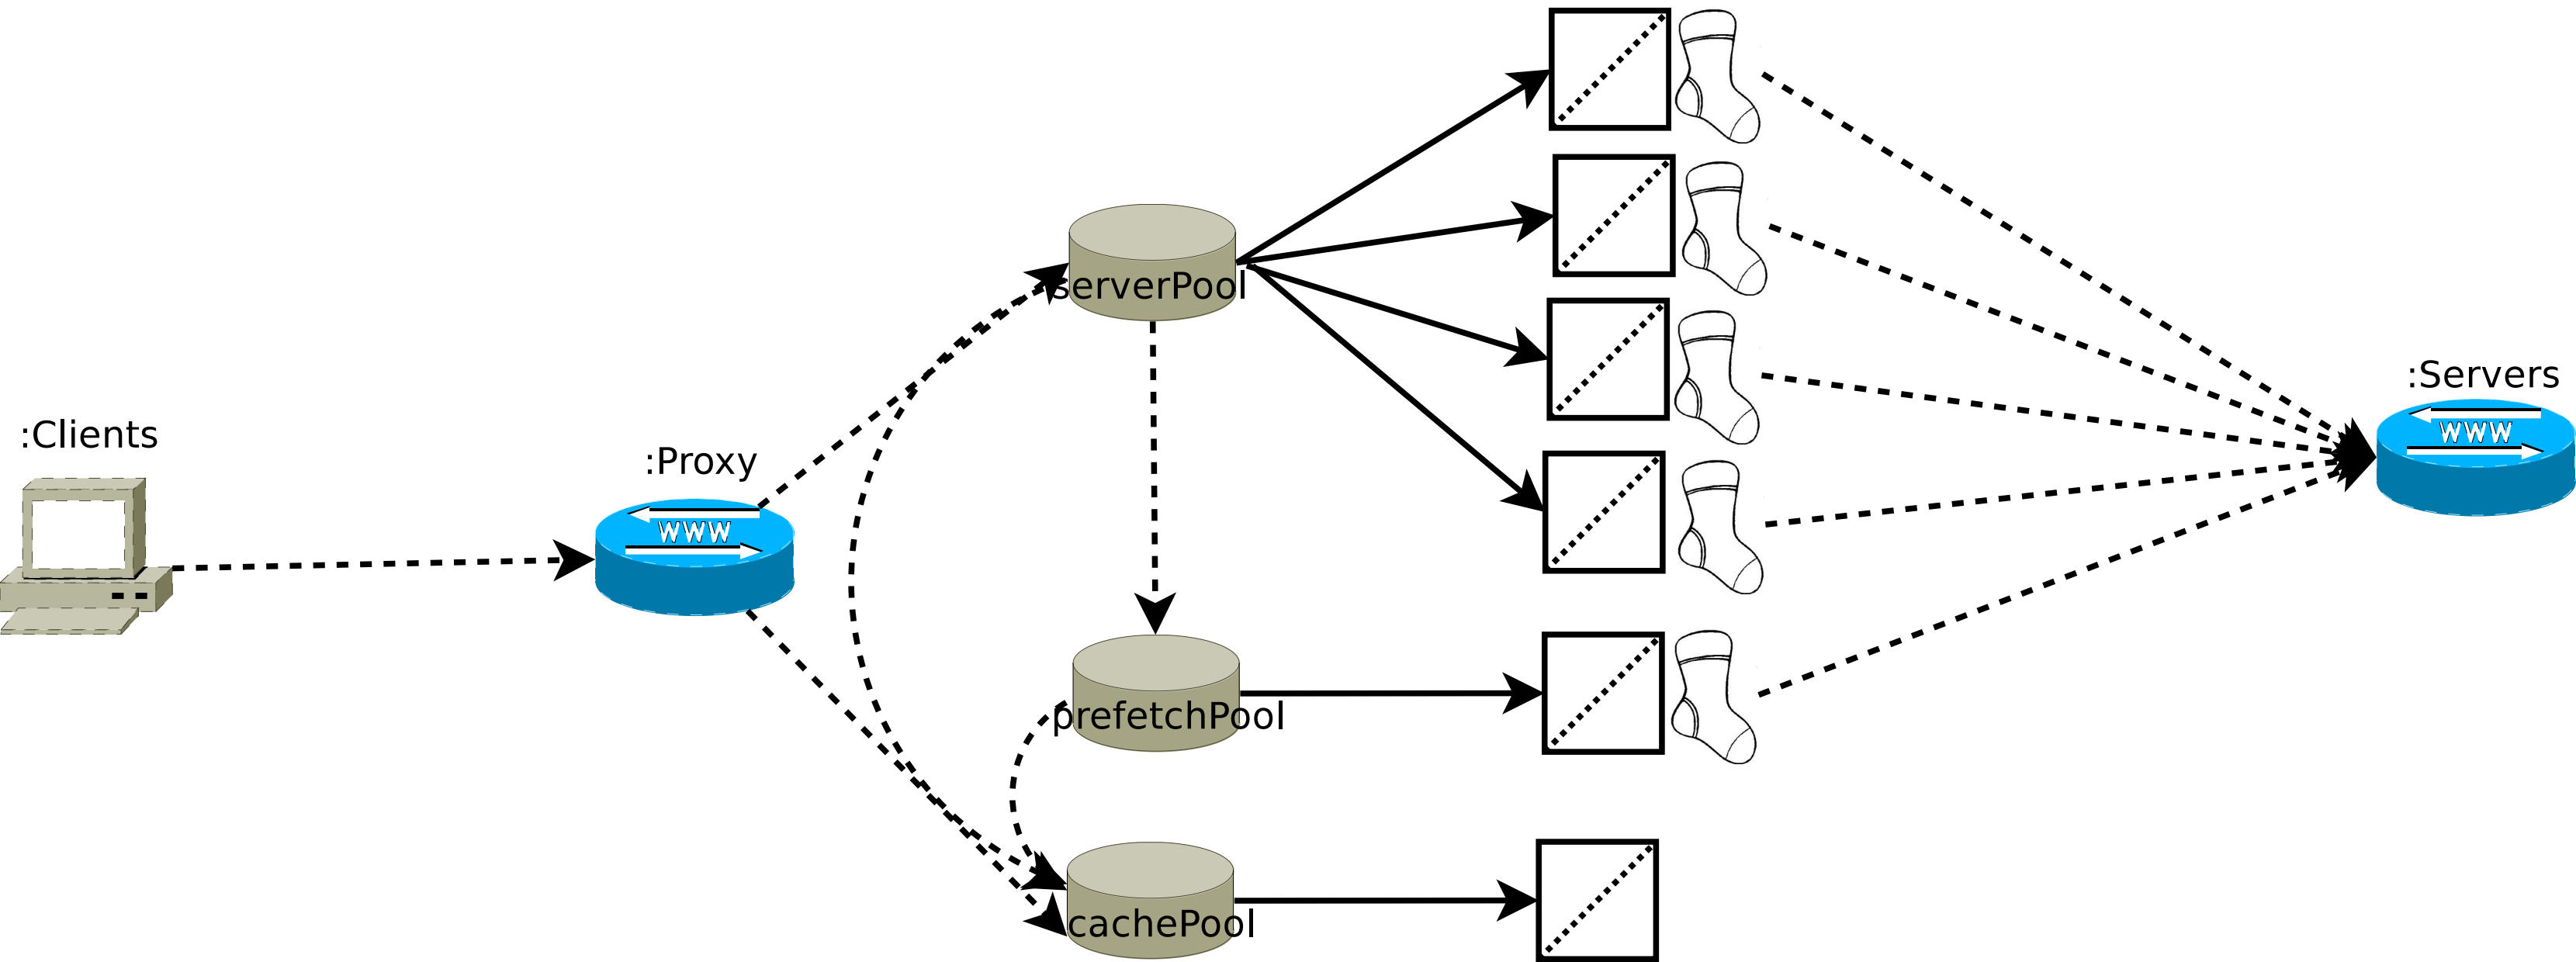 :Clients
:Proxy
WWW
serverPool
prefetchPool
cachePool
:Servers
WWW